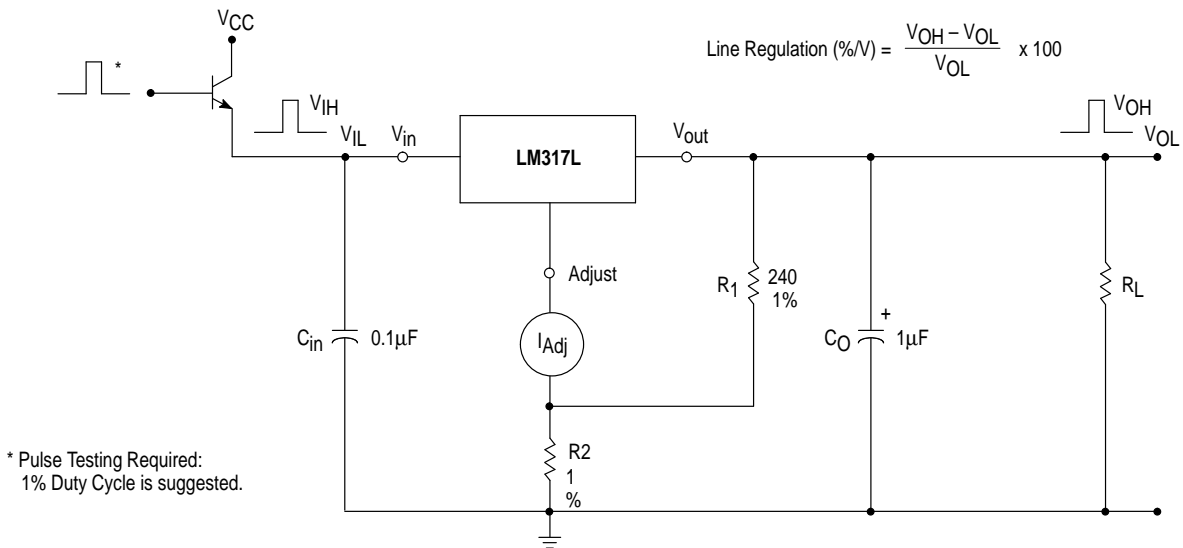 VCC
Line Regulation (%/V) = VOH – VOL / VOL x 100
*
VIH
VIL
Vin
LM317L
Vout
VOH
VOL
Adjust
R1
240
1%
RL
Cin
0.1µF
IAdj
+
CO
1µF
R2
1
%
* Pulse Testing Required:
1% Duty Cycle is suggested.